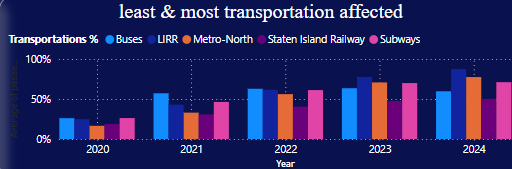 least & most transportation affected
Transportations % Buses LIRR Metro-North Staten Island Railway Subways
100%
50%
0%
2020 2021 2022 2023 2024
Year